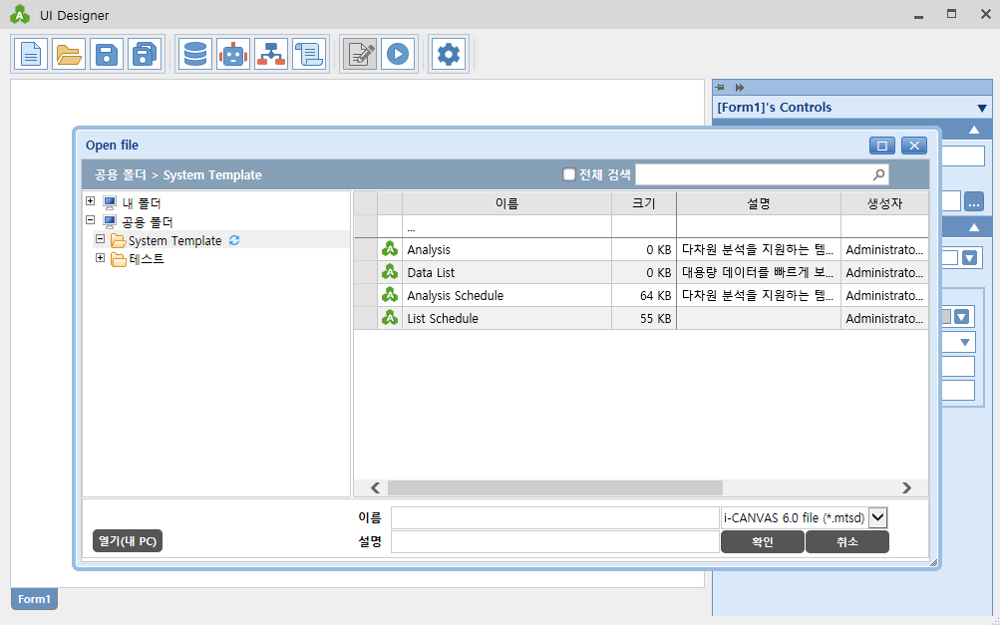 UI Designer
[Form1]'s Controls
Open file
공용 폴더 > System Template
전체 검색
내 폴더
공용 폴더
System Template
테스트
이름 크기 설명 생성자
...
Analysis 0 KB 다차원 분석을 지원하는 템... Administrato...
Data List 0 KB 대용량 데이터를 빠르게 보... Administrato...
Analysis Schedule 64 KB 다차원 분석을 지원하는 템... Administrato...
List Schedule 55 KB Administrato...
...
이름 i-CANVAS 6.0 file (*.mtsd)
열기(내 PC) 설명 확인 취소
Form1